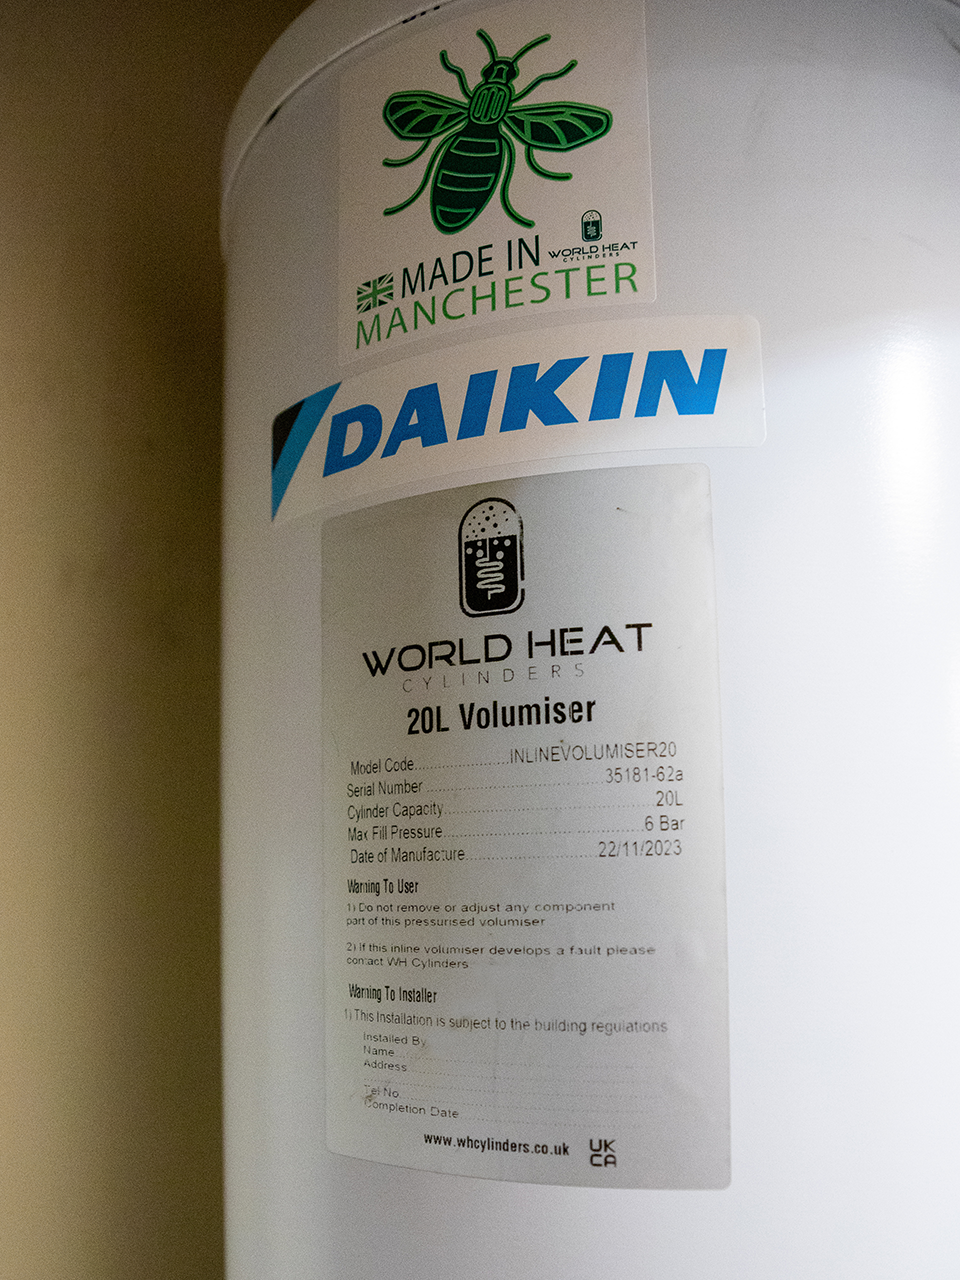 MADE IN
WORLD HEAT
CYLINDERS
MANCHESTER
DAIKIN
WORLD HEAT
CYLINDERS
20L Volumiser
Model Code........................INLINEVOLUMISER20
Serial Number.............................................35181-62a
Cylinder Capacity......................................................20L
Max Fill Pressure...................................................6 Bar
Date of Manufacture.................................22/11/2023
Warning To User
1) Do not remove or adjust any component
part of this pressurised volumiser
2) If this inline volumiser develops a fault please
contact WH Cylinders
Warning To Installer
1) This Installation is subject to the building regulations
Installed By
Name
Address
Tel No
Completion Date
www.whcylinders.co.uk
UK
CA